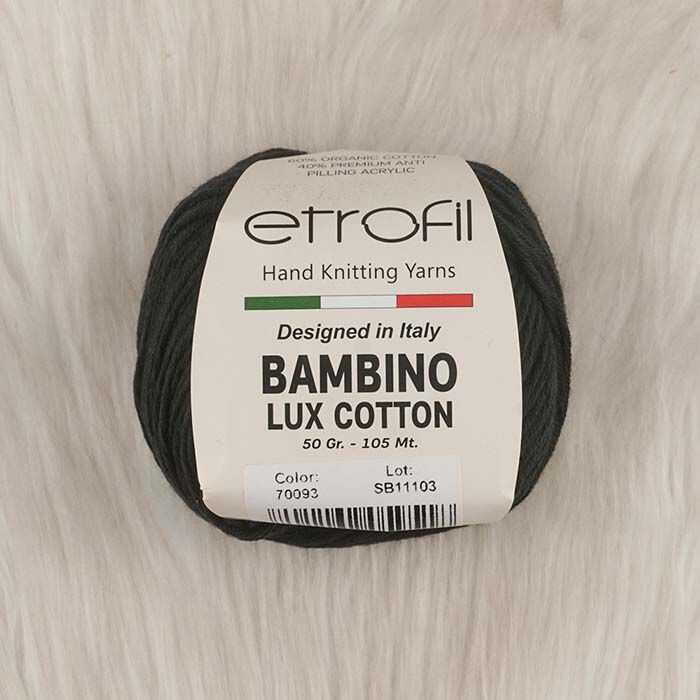 60% ORGANIC COTTON
40% PREMIUM ANTI
PILLING ACRYLIC
etrofil
Hand Knitting Yarns
Designed in Italy
BAMBINO
LUX COTTON
50 Gr. - 105 Mt.
Color: Lot:
70093 SB11103